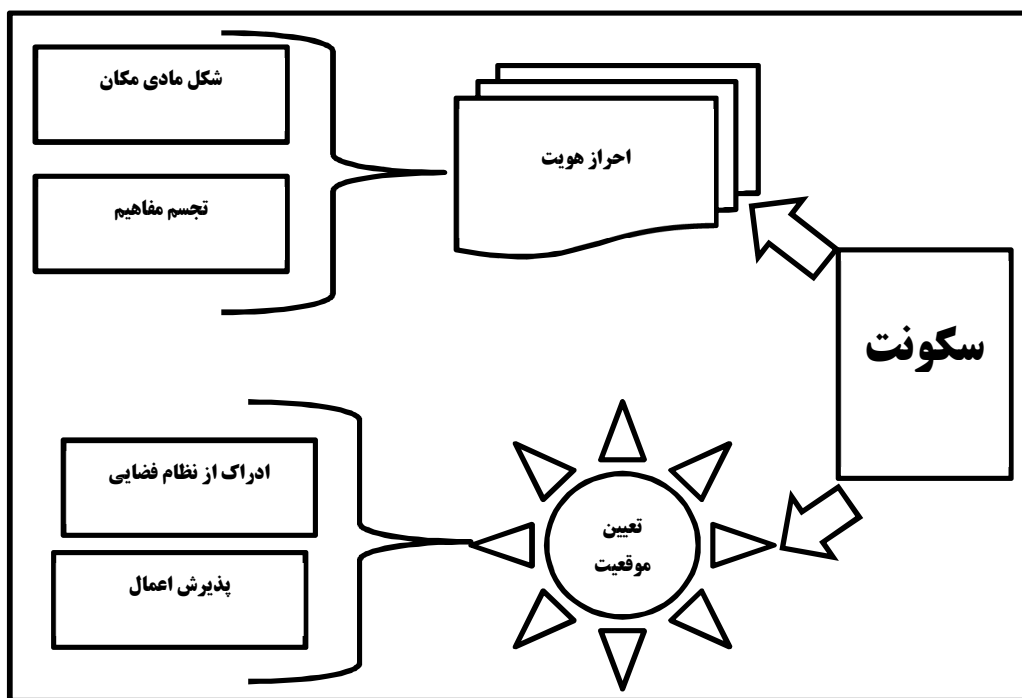 سکونت
احراز هویت
شکل مادی مکان
تجسم مفاهیم
تعیین
موقعیت
ادراک از نظام فضایی
پذیرش اعمال